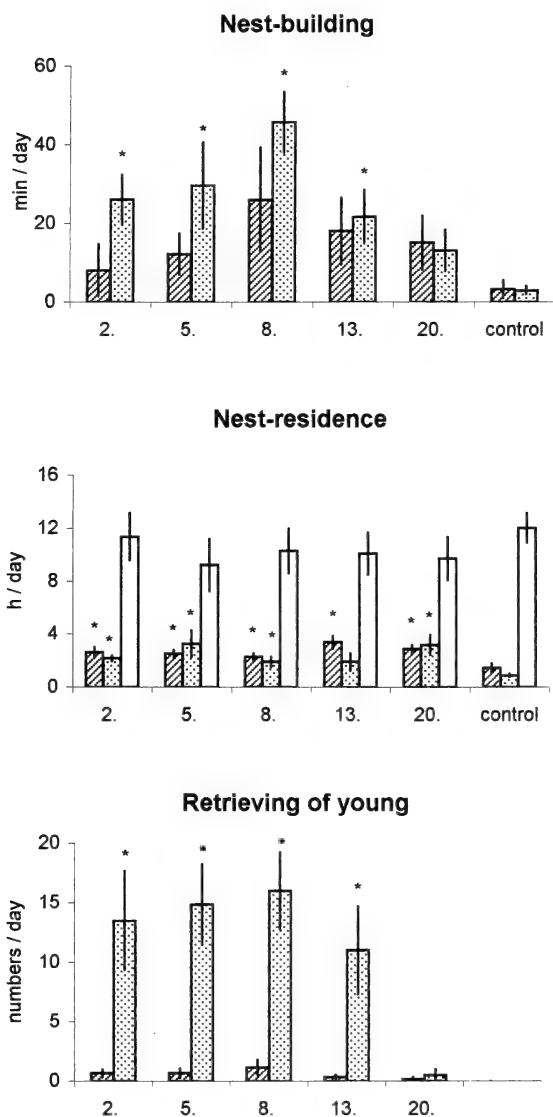 Nest-building
60
40
20
0
min / day
* * * *
2. 5. 8. 13. 20. control
Nest-residence
16
12
8
4
0
h / day
* * * * * * * * *
2. 5. 8. 13. 20. control
Retrieving of young
20
15
10
5
0
numbers / day
* * * *
2. 5. 8. 13. 20.